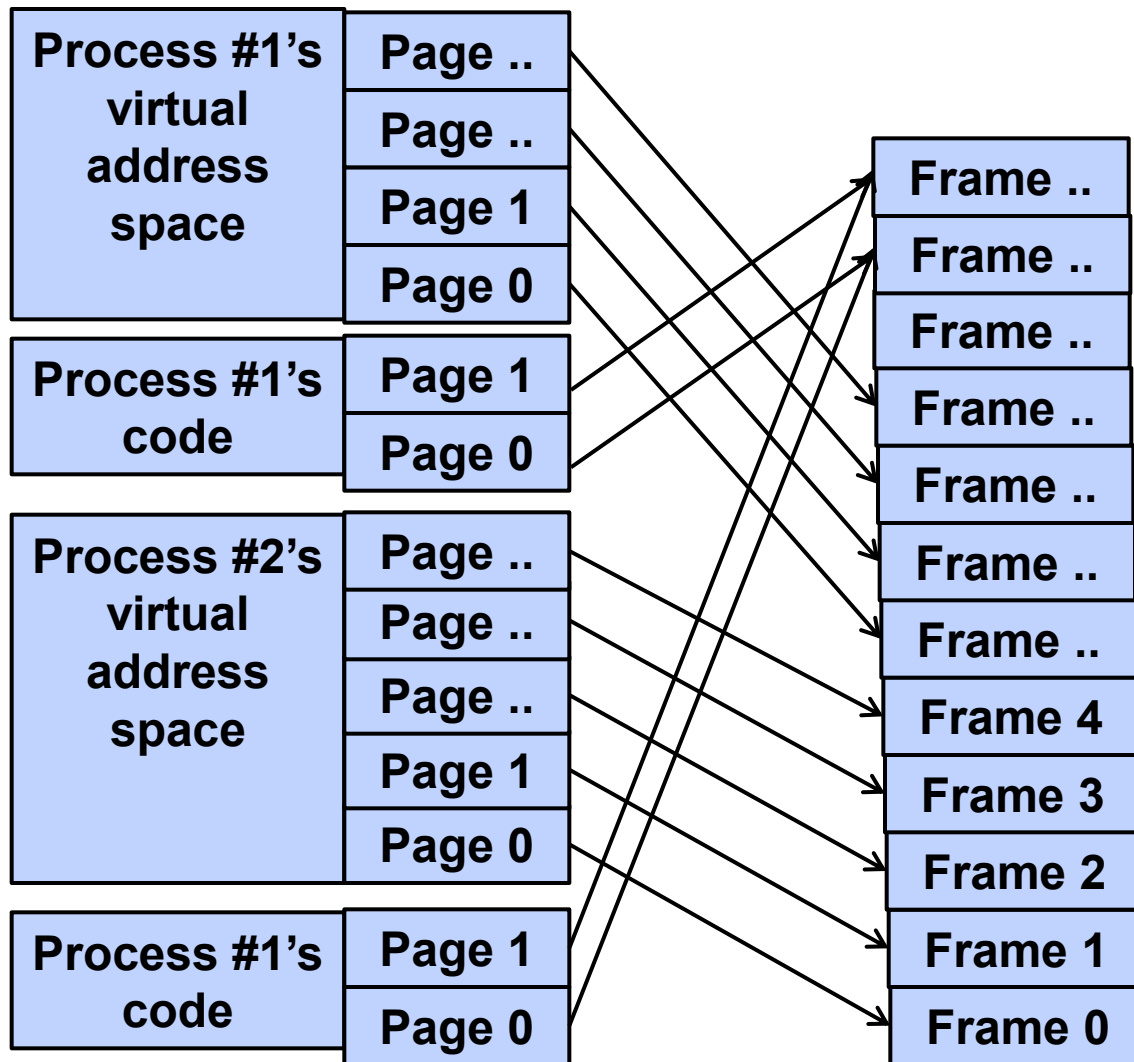 Process #1’s
virtual
address
space
Page ..
Page ..
Page 1
Page 0
Process #1’s
code
Page 1
Page 0
Process #2’s
virtual
address
space
Page ..
Page ..
Page ..
Page 1
Page 0
Process #1’s
code
Page 1
Page 0
Frame ..
Frame ..
Frame ..
Frame ..
Frame ..
Frame ..
Frame ..
Frame 4
Frame 3
Frame 2
Frame 1
Frame 0